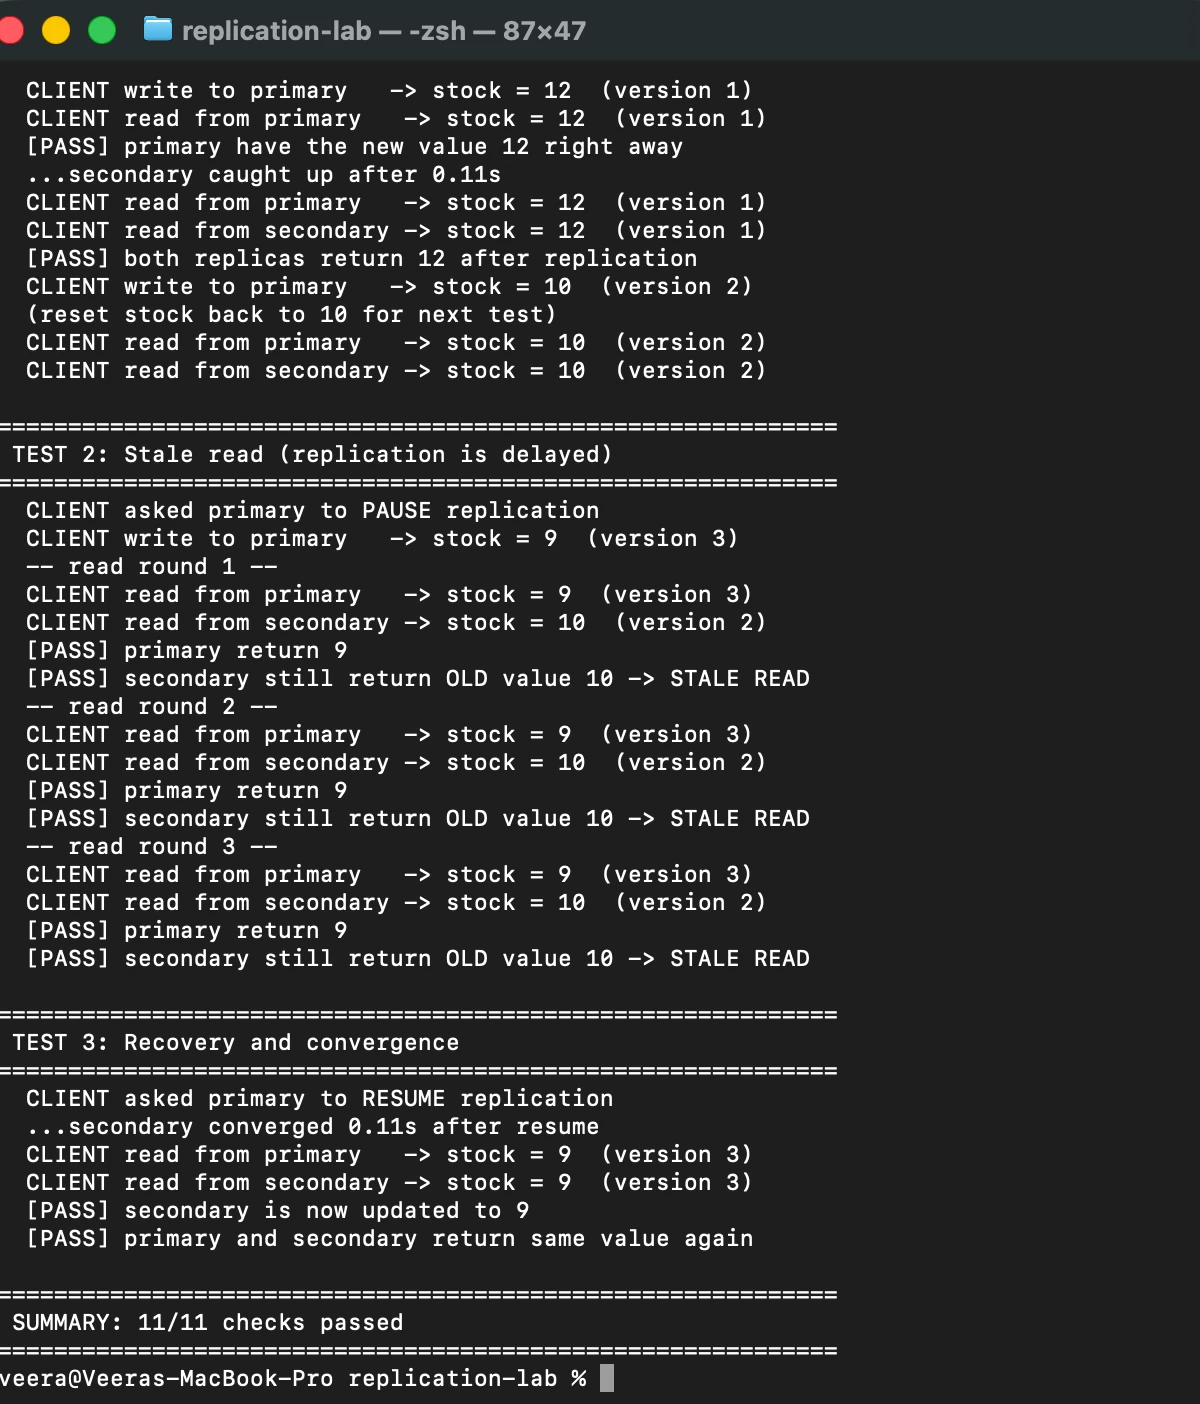 replication-lab — -zsh — 87×47
CLIENT write to primary   -> stock = 12  (version 1)
CLIENT read from primary   -> stock = 12  (version 1)
[PASS] primary have the new value 12 right away
...secondary caught up after 0.11s
CLIENT read from primary   -> stock = 12  (version 1)
CLIENT read from secondary -> stock = 12  (version 1)
[PASS] both replicas return 12 after replication
CLIENT write to primary   -> stock = 10  (version 2)
(reset stock back to 10 for next test)
CLIENT read from primary   -> stock = 10  (version 2)
CLIENT read from secondary -> stock = 10  (version 2)
============================================================
TEST 2: Stale read (replication is delayed)
============================================================
CLIENT asked primary to PAUSE replication
CLIENT write to primary   -> stock = 9  (version 3)
-- read round 1 --
CLIENT read from primary   -> stock = 9  (version 3)
CLIENT read from secondary -> stock = 10  (version 2)
[PASS] primary return 9
[PASS] secondary still return OLD value 10 -> STALE READ
-- read round 2 --
CLIENT read from primary   -> stock = 9  (version 3)
CLIENT read from secondary -> stock = 10  (version 2)
[PASS] primary return 9
[PASS] secondary still return OLD value 10 -> STALE READ
-- read round 3 --
CLIENT read from primary   -> stock = 9  (version 3)
CLIENT read from secondary -> stock = 10  (version 2)
[PASS] primary return 9
[PASS] secondary still return OLD value 10 -> STALE READ
============================================================
TEST 3: Recovery and convergence
============================================================
CLIENT asked primary to RESUME replication
...secondary converged 0.11s after resume
CLIENT read from primary   -> stock = 9  (version 3)
CLIENT read from secondary -> stock = 9  (version 3)
[PASS] secondary is now updated to 9
[PASS] primary and secondary return same value again
============================================================
SUMMARY: 11/11 checks passed
============================================================
veera@Veeras-MacBook-Pro replication-lab %